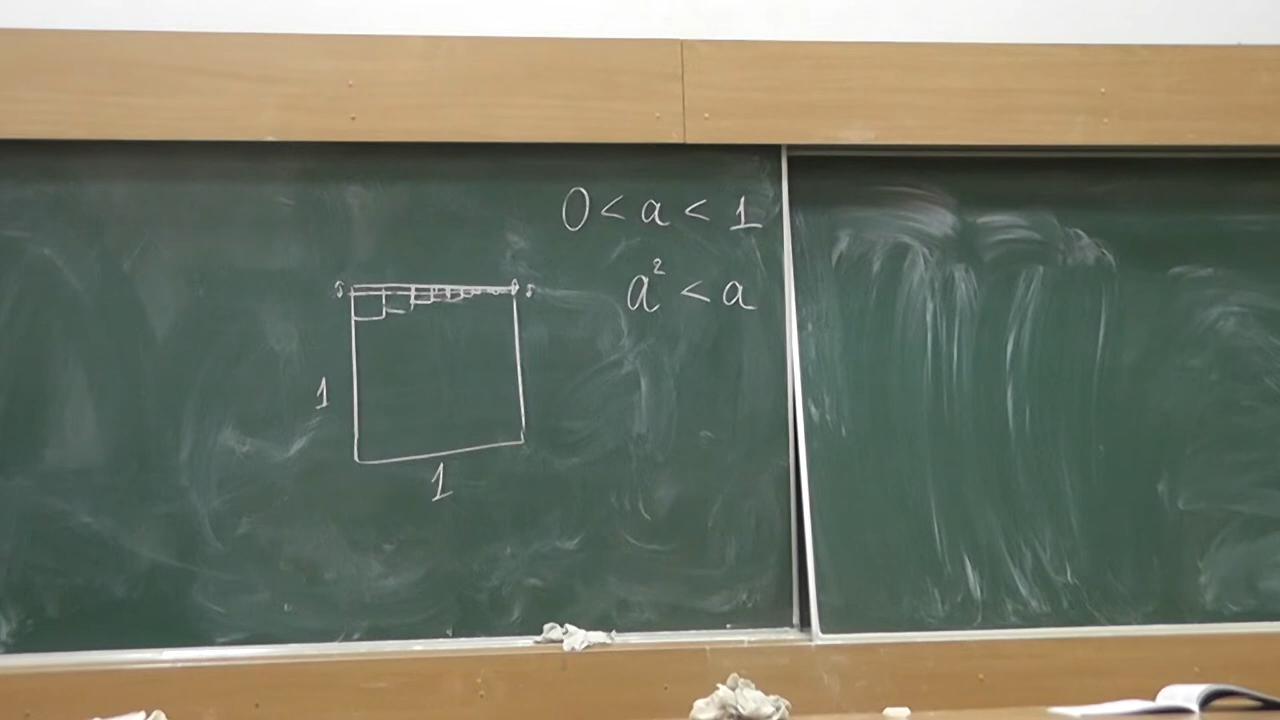 0 < a < 1
a² < a
1
1